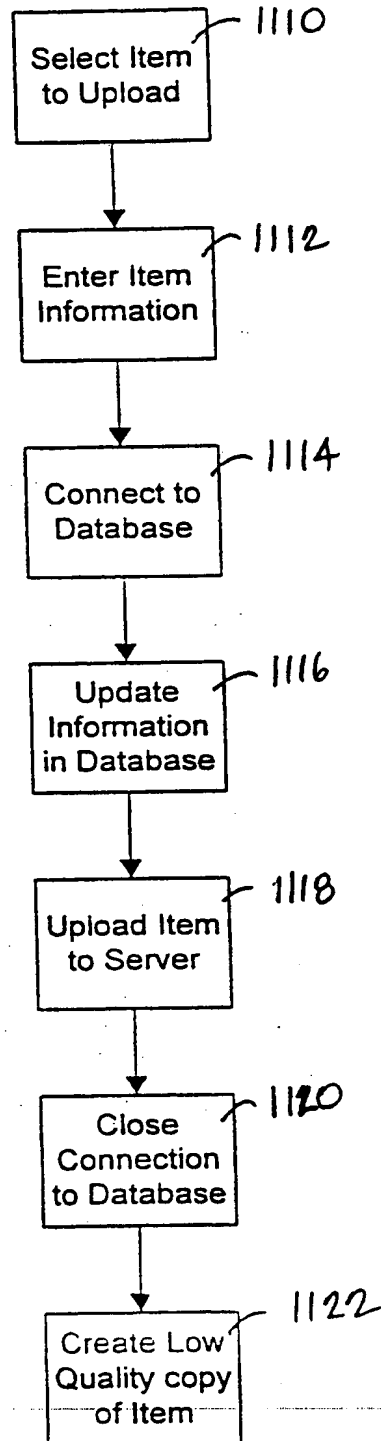 1110
Select Item
to Upload
1112
Enter Item
Information
1114
Connect to
Database
1116
Update
Information
in Database
1118
Upload Item
to Server
1120
Close
Connection
to Database
1122
Create Low
Quality copy
of Item